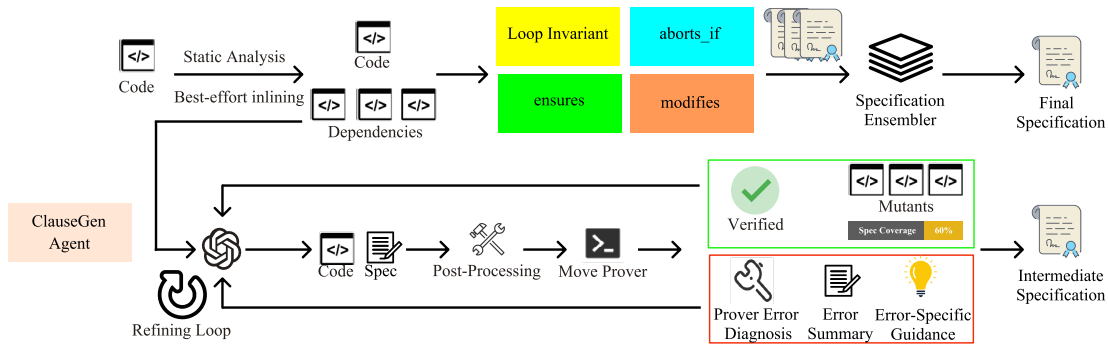 Code
Static Analysis
Best-effort inlining
</>
Code
</> </> </>
Dependencies
Loop Invariant
aborts_if
ensures
modifies
Specification
Ensembler
Final
Specification
ClauseGen
Agent
Refining Loop
</>
Code
Spec
Post-Processing
>_
Move Prover
Verified
</> </> </>
Mutants
Spec Coverage 60%
Prover Error
Diagnosis
Error
Summary
Error-Specific
Guidance
Intermediate
Specification